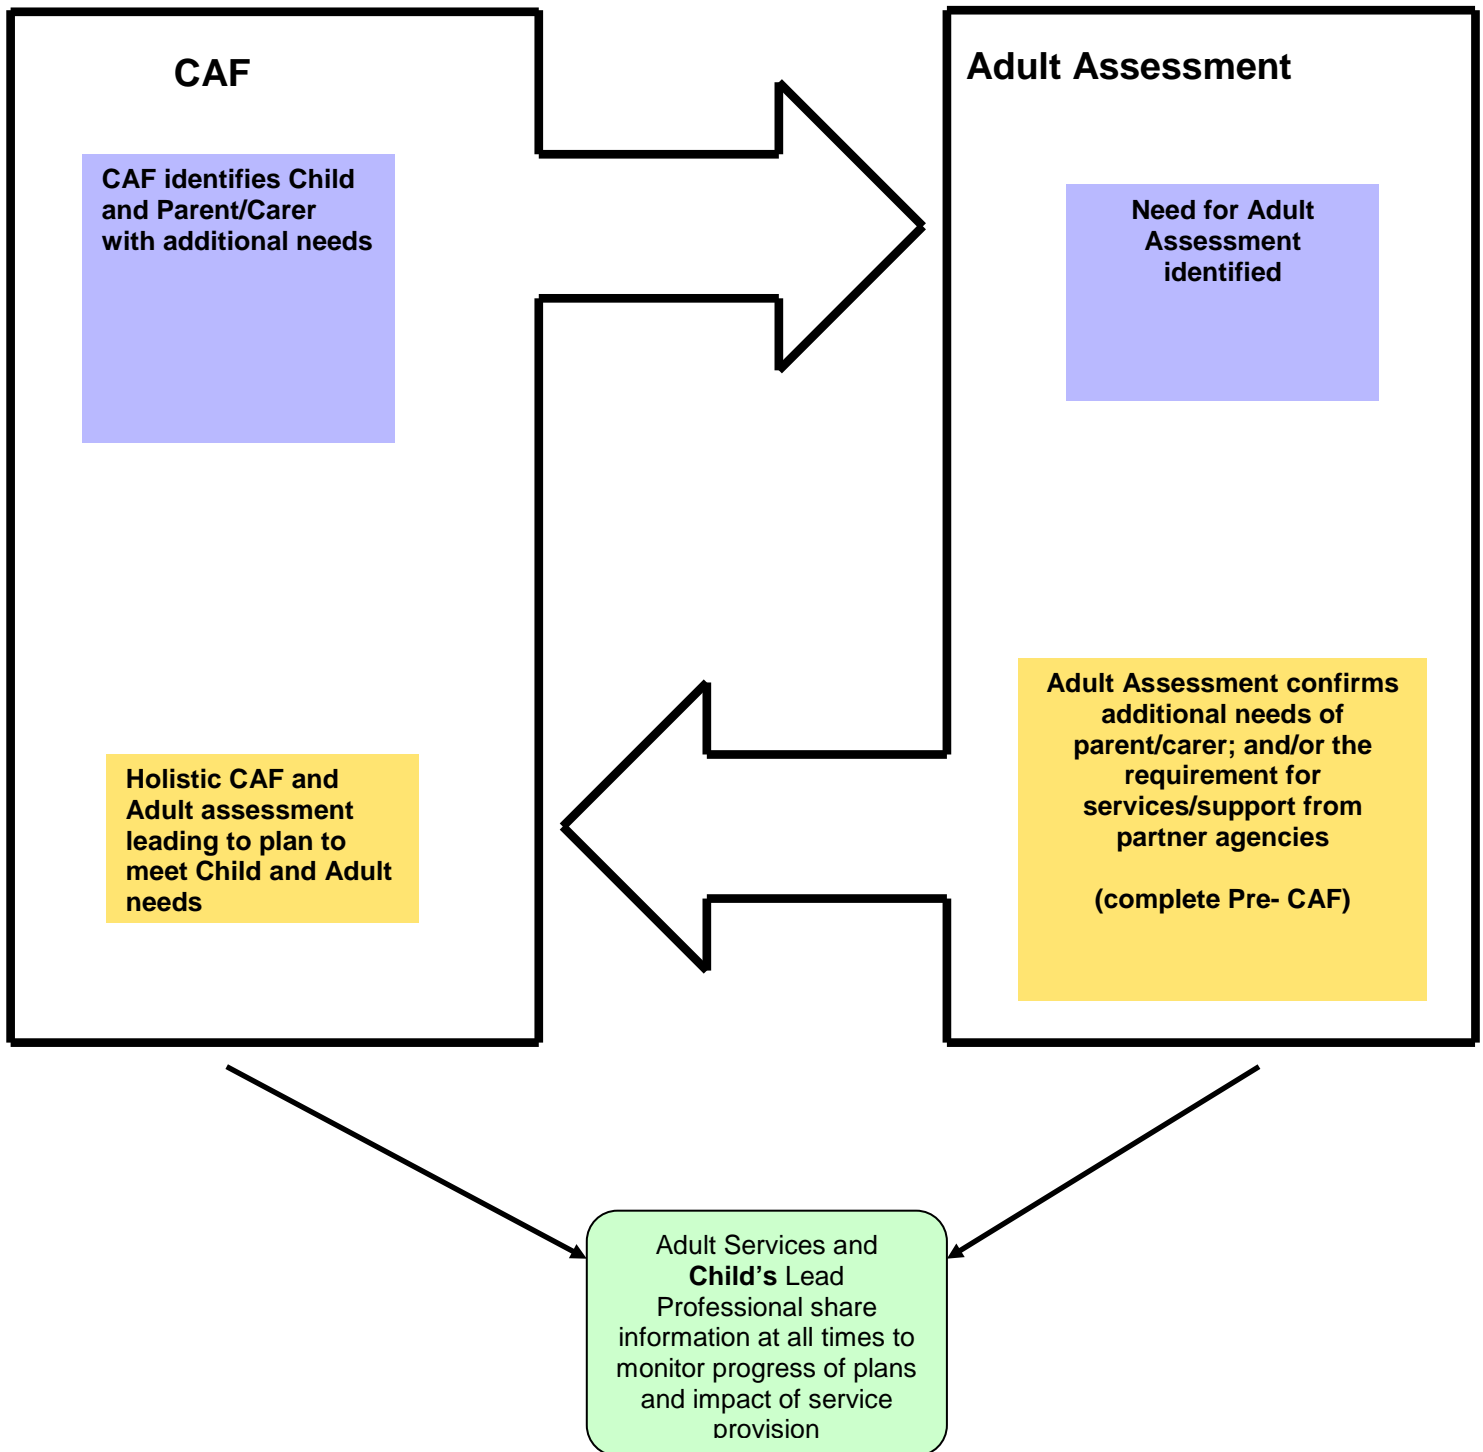 CAF
CAF identifies Child
and Parent/Carer
with additional needs
Holistic CAF and
Adult assessment
leading to plan to
meet Child and Adult
needs
Adult Assessment
Need for Adult
Assessment
identified
Adult Assessment confirms
additional needs of
parent/carer; and/or the
requirement for
services/support from
partner agencies
(complete Pre- CAF)
Adult Services and
Child’s Lead
Professional share
information at all times to
monitor progress of plans
and impact of service
provision